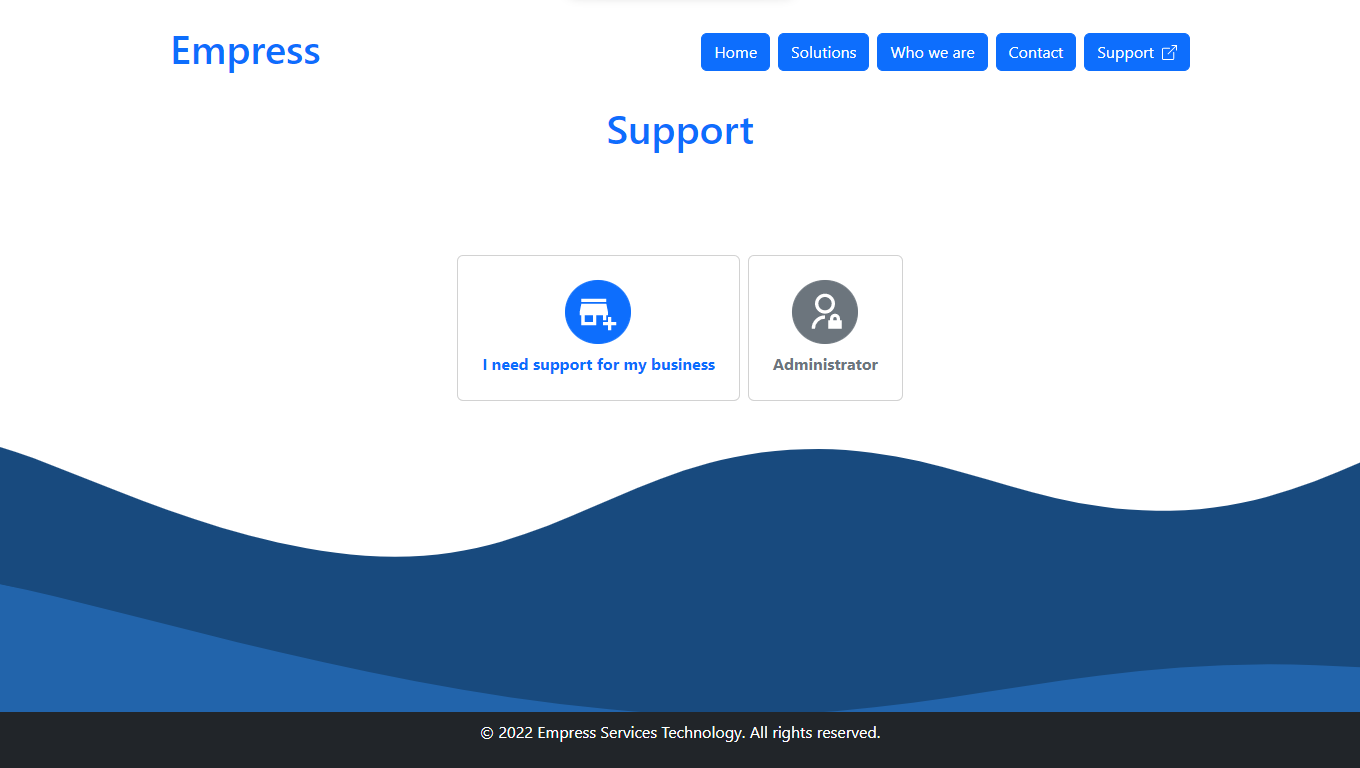 Empress
Home Solutions Who we are Contact Support
Support
I need support for my business
Administrator
© 2022 Empress Services Technology. All rights reserved.